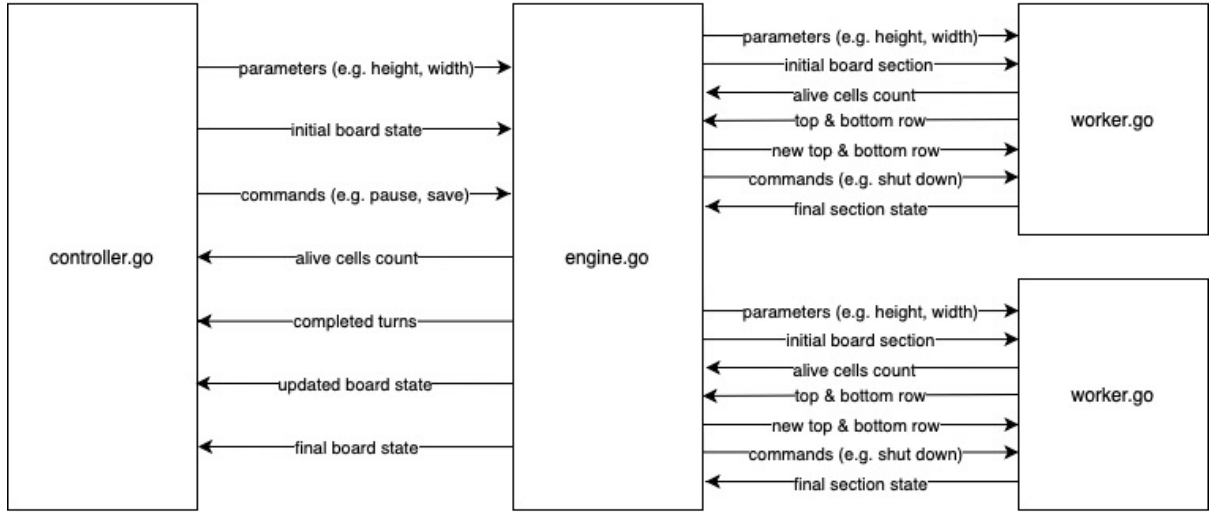 controller.go
parameters (e.g. height, width)
initial board state
commands (e.g. pause, save)
alive cells count
completed turns
updated board state
final board state
engine.go
parameters (e.g. height, width)
initial board section
alive cells count
top & bottom row
new top & bottom row
commands (e.g. shut down)
final section state
worker.go
parameters (e.g. height, width)
initial board section
alive cells count
top & bottom row
new top & bottom row
commands (e.g. shut down)
final section state
worker.go